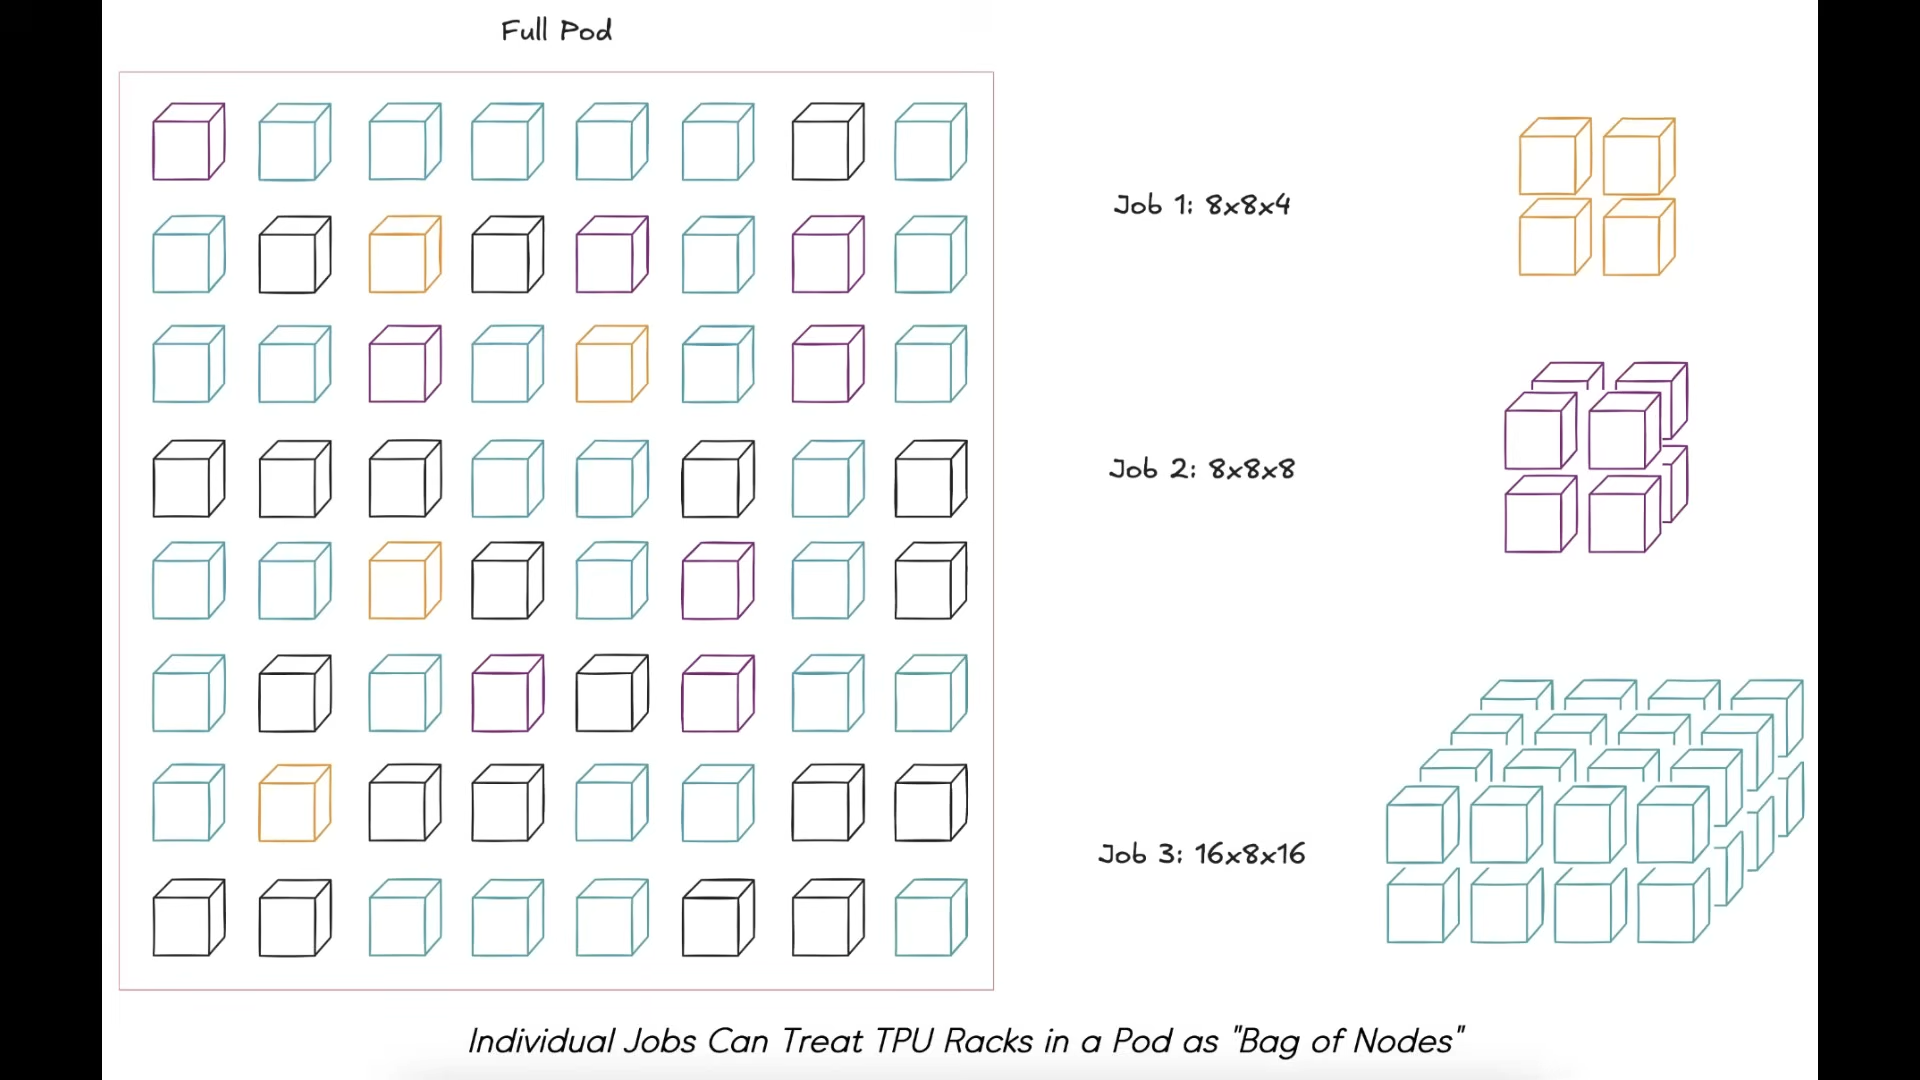 Full Pod
Job 1: 8x8x4
Job 2: 8x8x8
Job 3: 16x8x16
Individual Jobs Can Treat TPU Racks in a Pod as "Bag of Nodes"